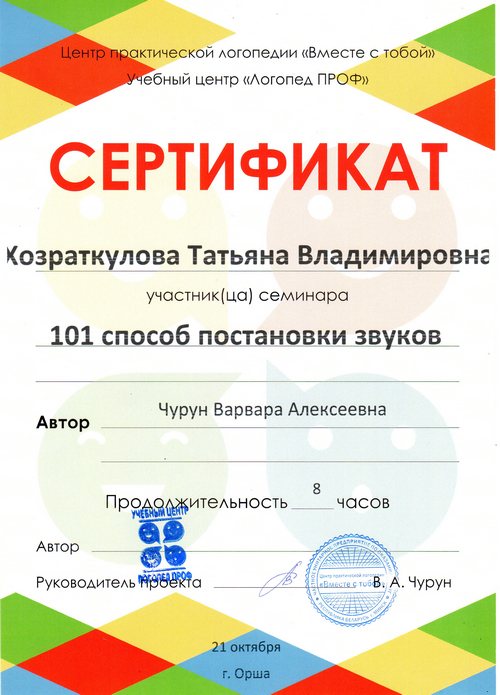 Центр практической логопедии «Вместе с тобой»
Учебный центр «Логопед ПРОФ»
СЕРТИФИКАТ
Хозраткулова Татьяна Владимировна
участник(ца) семинара
101 способ постановки звуков
Автор Чурун Варвара Алексеевна
Продолжительность 8 часов
УЧЕБНЫЙ ЦЕНТР
ЛОГОПЕД ПРОФ
Автор
Руководитель проекта В. А. Чурун
Центр практической логопедии
«Вместе с тобой»
21 октября
г. Орша